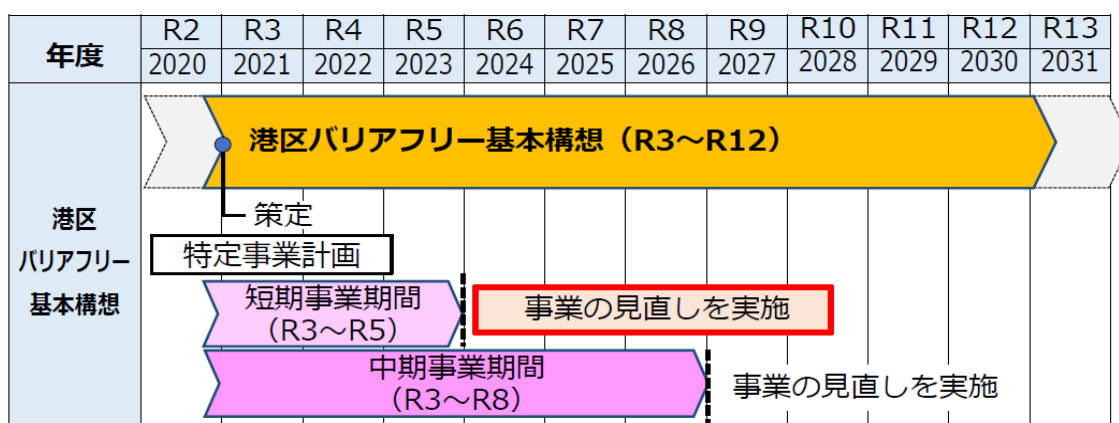 年度
R2 R3 R4 R5 R6 R7 R8 R9 R10 R11 R12 R13
2020 2021 2022 2023 2024 2025 2026 2027 2028 2029 2030 2031
港区
バリアフリー
基本構想
港区バリアフリー基本構想（R3～R12）
策定
特定事業計画
短期事業期間
（R3～R5）
事業の見直しを実施
中期事業期間
（R3～R8）
事業の見直しを実施